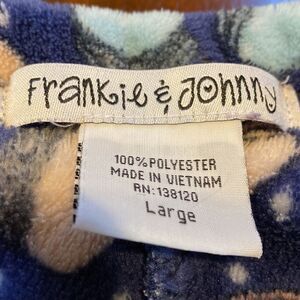 Frankie & Johnny
100% POLYESTER
MADE IN VIETNAM
RN: 138120
Large